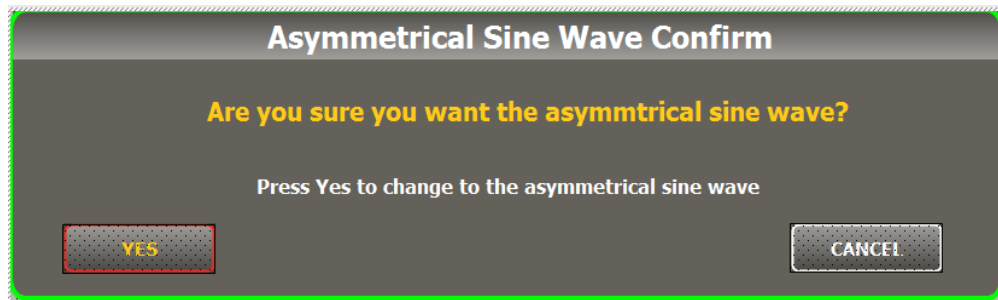 Asymmetrical Sine Wave Confirm
Are you sure you want the asymmtrical sine wave?
Press Yes to change to the asymmetrical sine wave
YES CANCEL